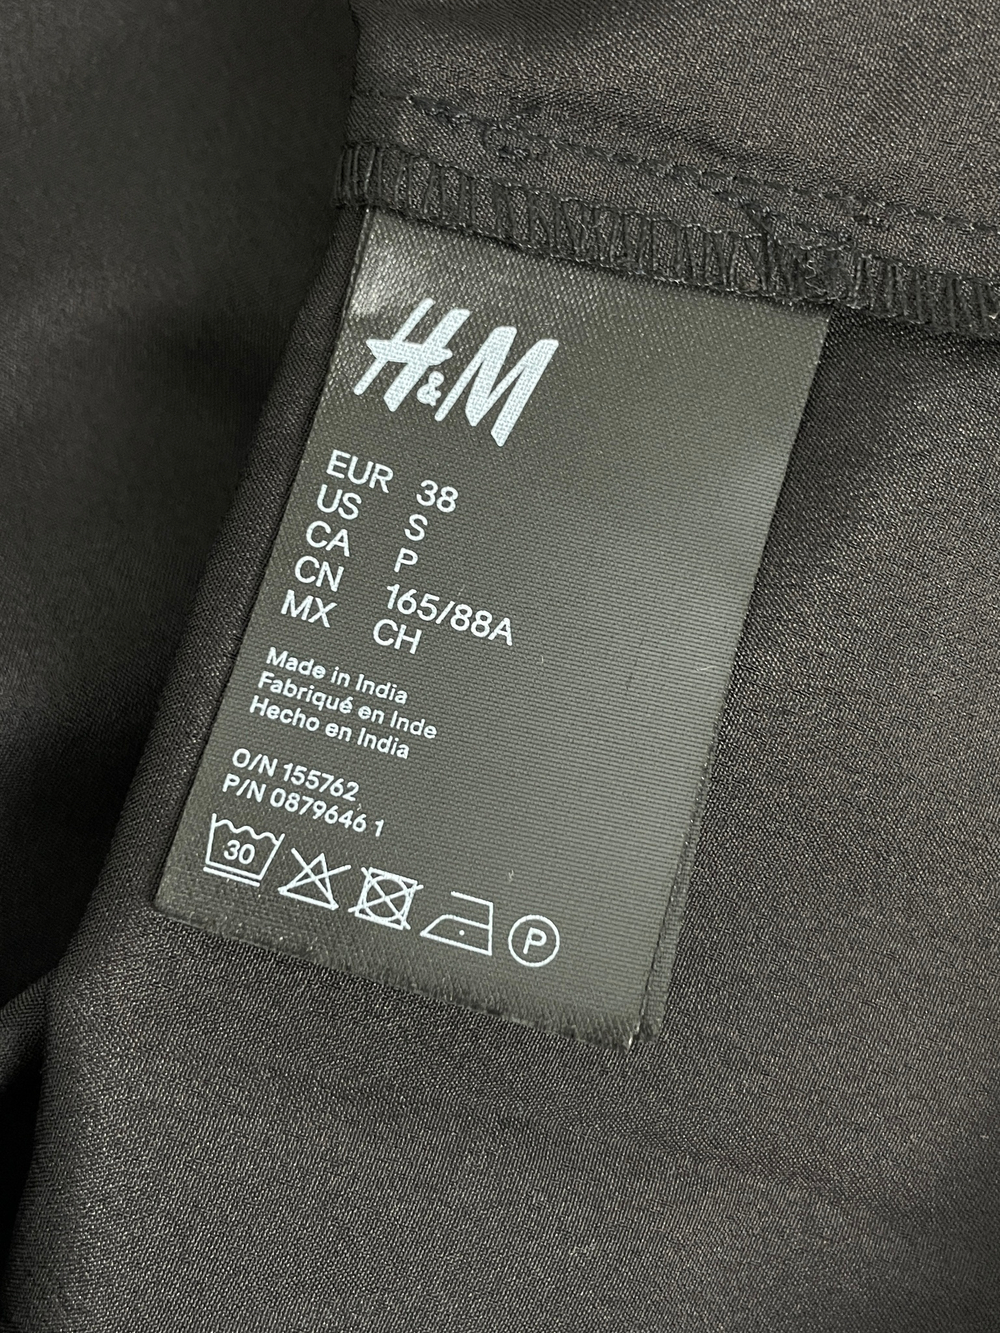 H&M
EUR 38
US S
CA P
CN 165/88A
MX CH
Made in India
Fabriqué en Inde
Hecho en India
O/N 155762
P/N 0879646 1
30
P